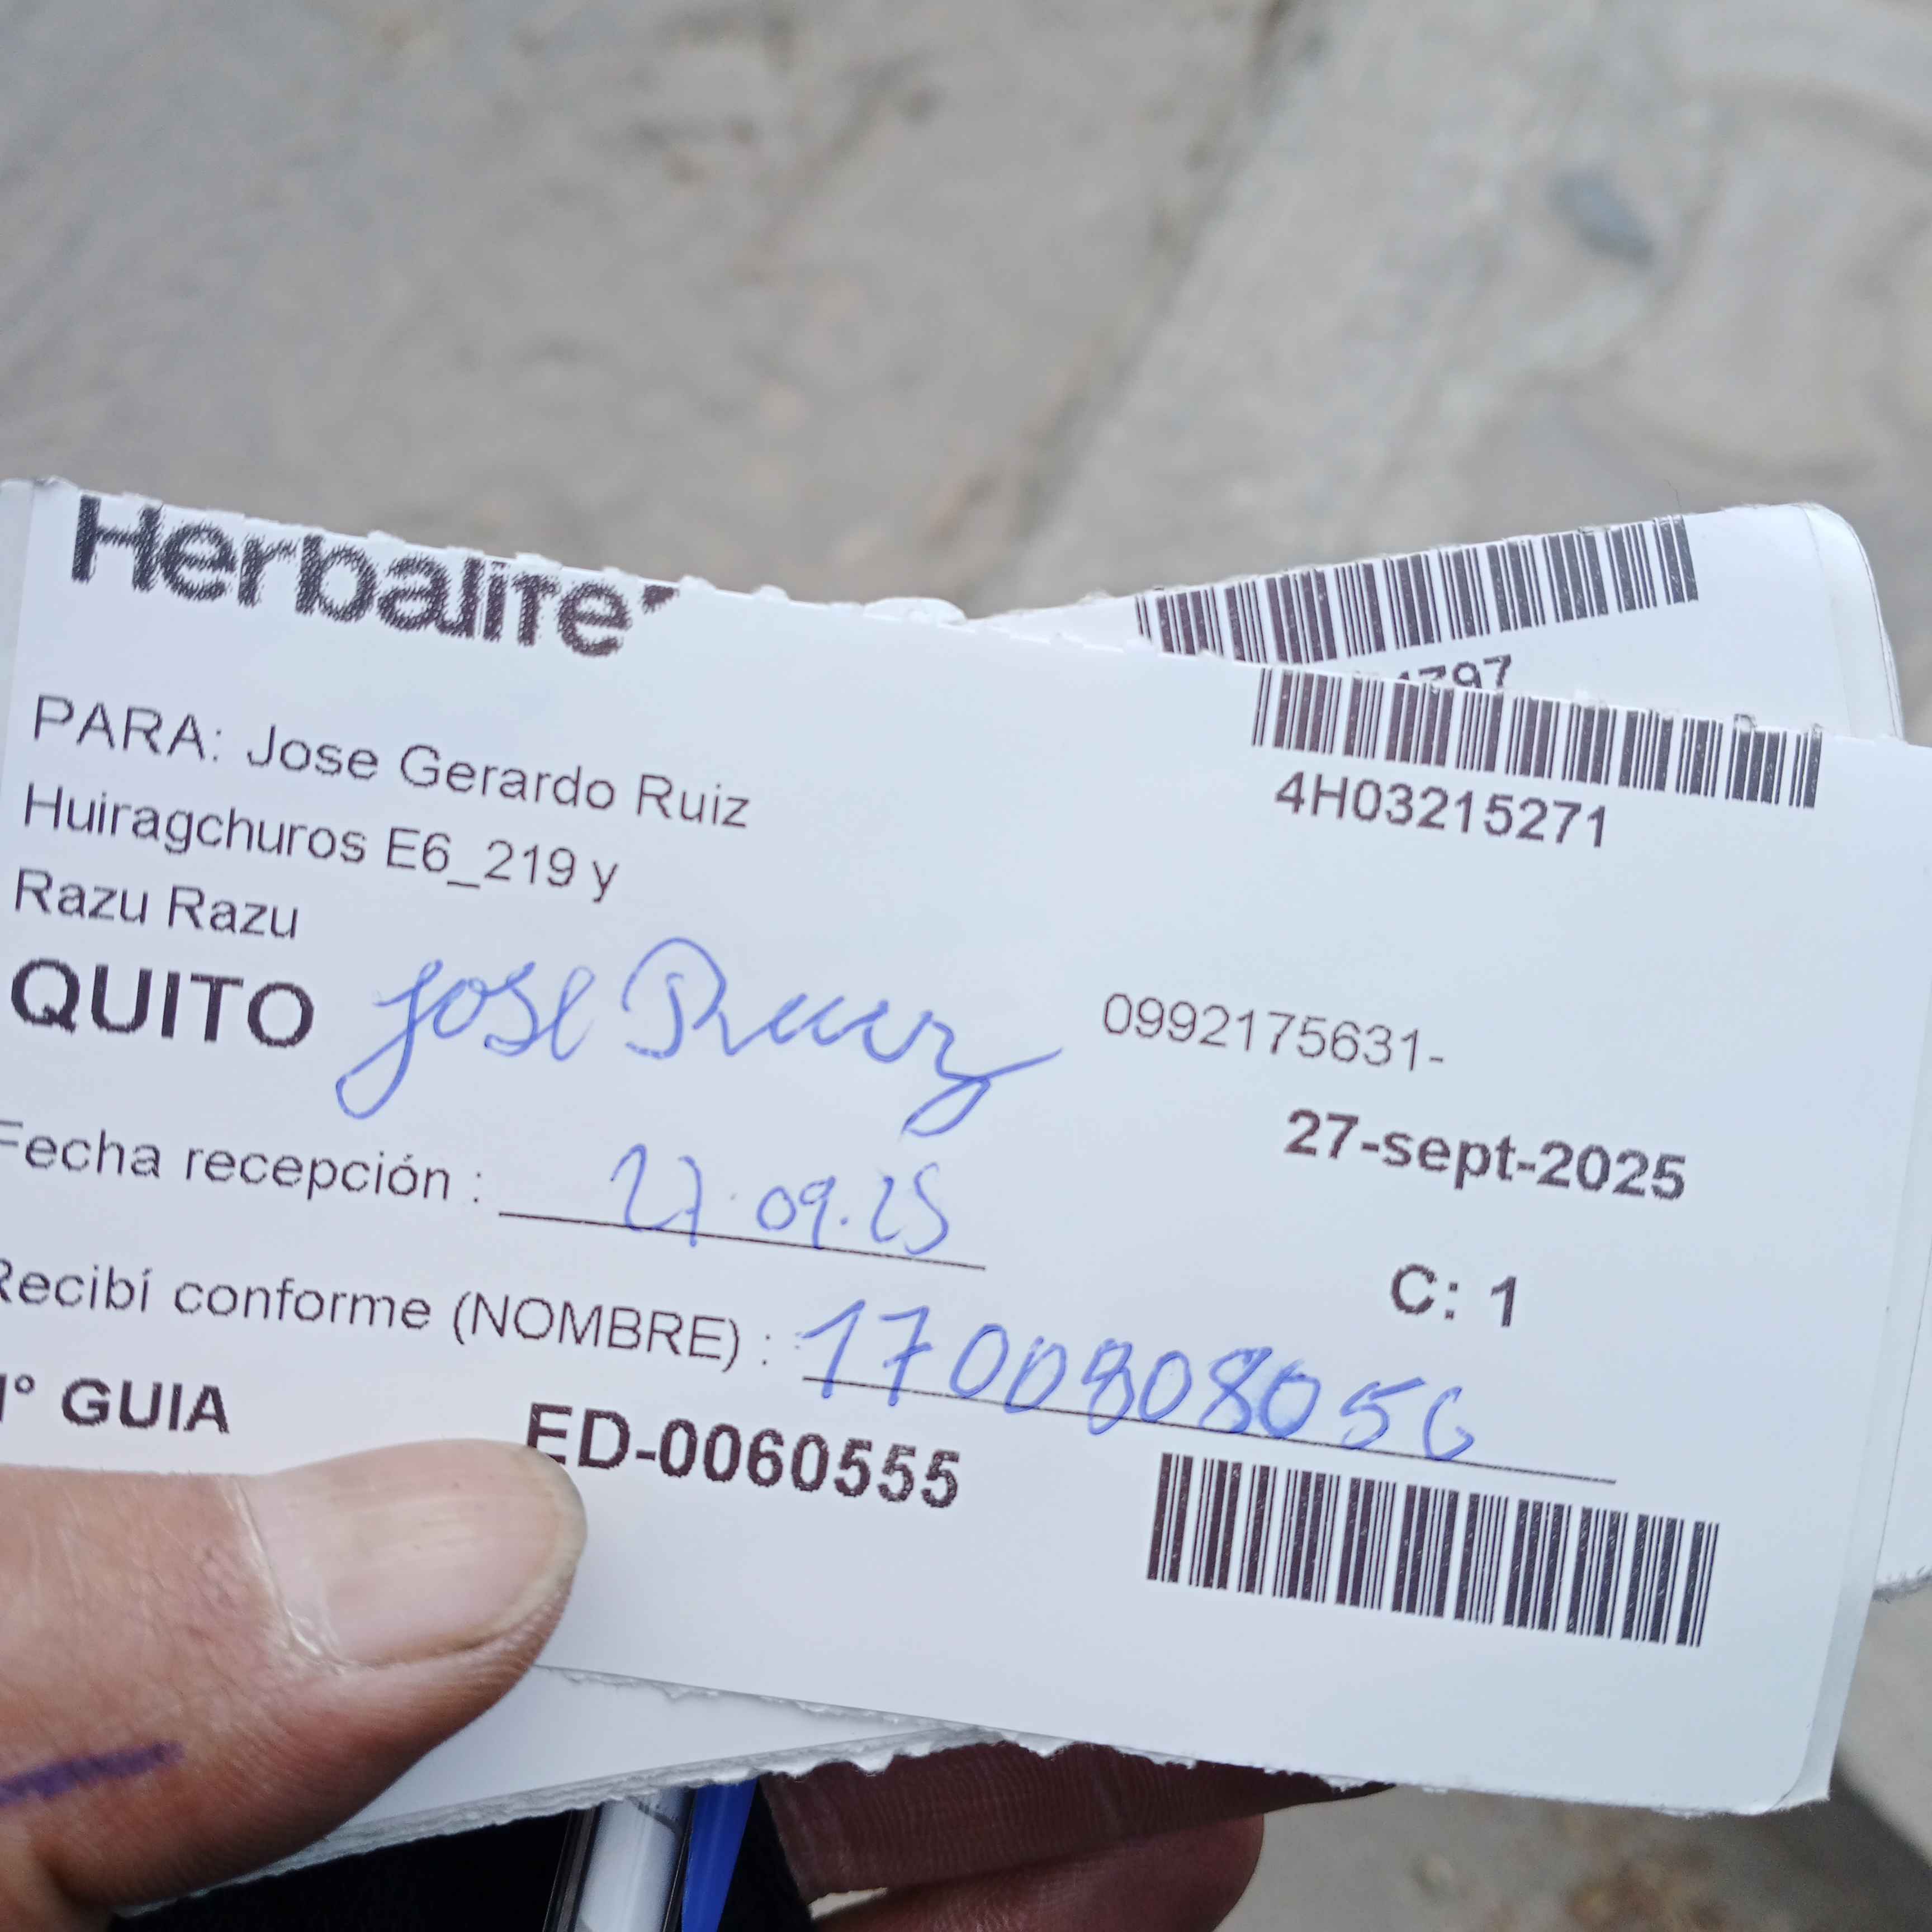 Herbalife
4797
PARA: Jose Gerardo Ruiz
4H03215271
Huiragchuros E6_219 y
Razu Razu
QUITO Jose Ruiz 0992175631-
27-sept-2025
Fecha recepción : 27.09.25
C: 1
Recibí conforme (NOMBRE) : 1700808056
N° GUIA ED-0060555